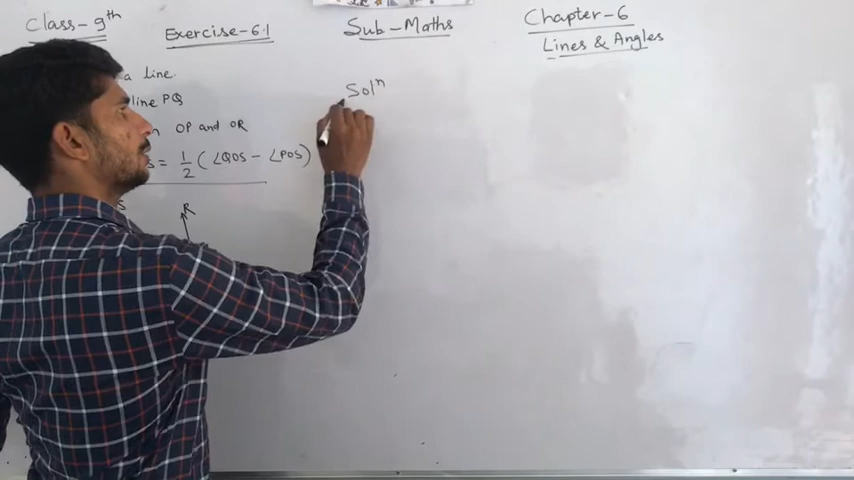 Class-9th
Exercise-6.1
Sub-Maths
Chapter-6
Lines & Angles
a line.
line PQ
OP and OR
S = 1/2 (∠QOS - ∠POS)
S
R
Solⁿ